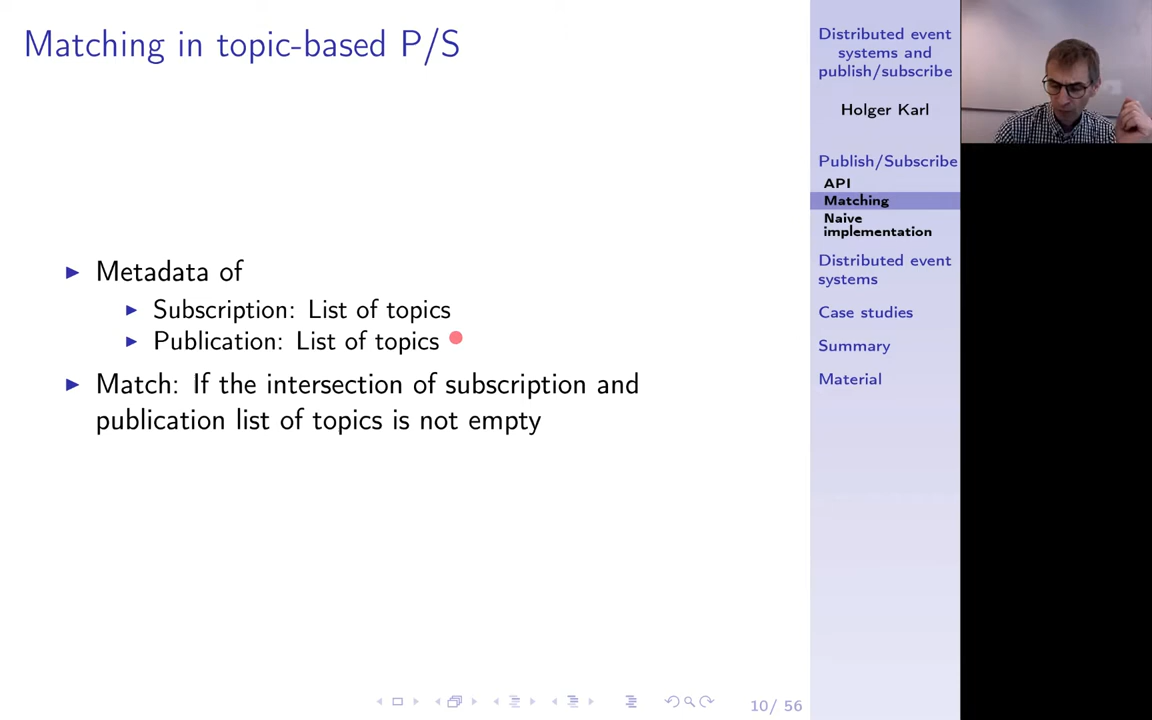 Matching in topic-based P/S
Metadata of
Subscription: List of topics
Publication: List of topics
Match: If the intersection of subscription and
publication list of topics is not empty
Distributed event
systems and
publish/subscribe
Holger Karl
Publish/Subscribe
API
Matching
Naive
implementation
Distributed event
systems
Case studies
Summary
Material
10/ 56